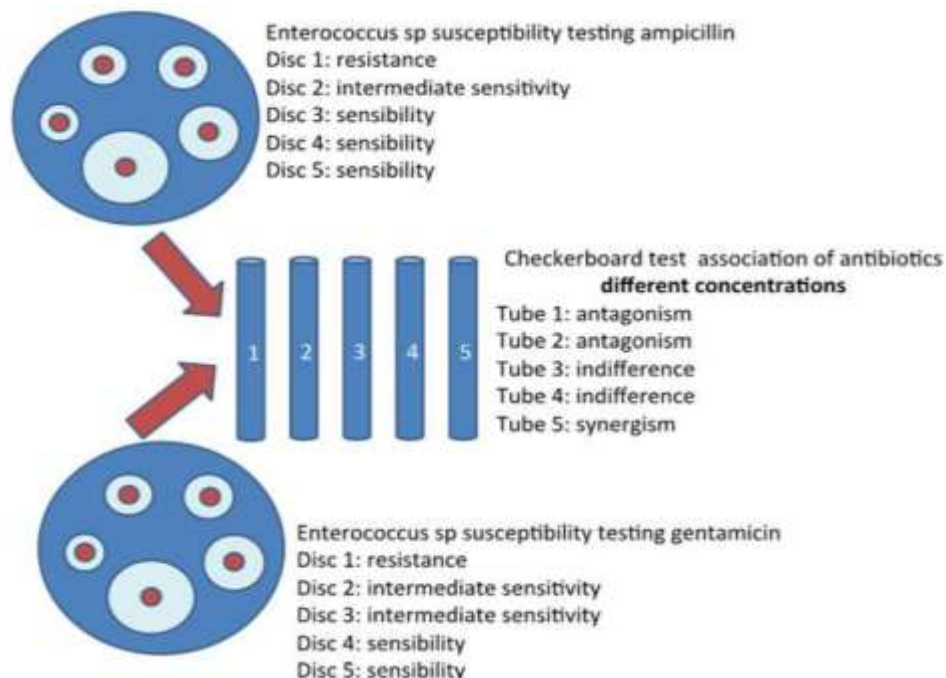 Enterococcus sp susceptibility testing ampicillin
Disc 1: resistance
Disc 2: intermediate sensitivity
Disc 3: sensibility
Disc 4: sensibility
Disc 5: sensibility
Checkerboard test association of antibiotics
different concentrations
Tube 1: antagonism
Tube 2: antagonism
Tube 3: indifference
Tube 4: indifference
Tube 5: synergism
1 2 3 4 5
Enterococcus sp susceptibility testing gentamicin
Disc 1: resistance
Disc 2: intermediate sensitivity
Disc 3: intermediate sensitivity
Disc 4: sensibility
Disc 5: sensibility